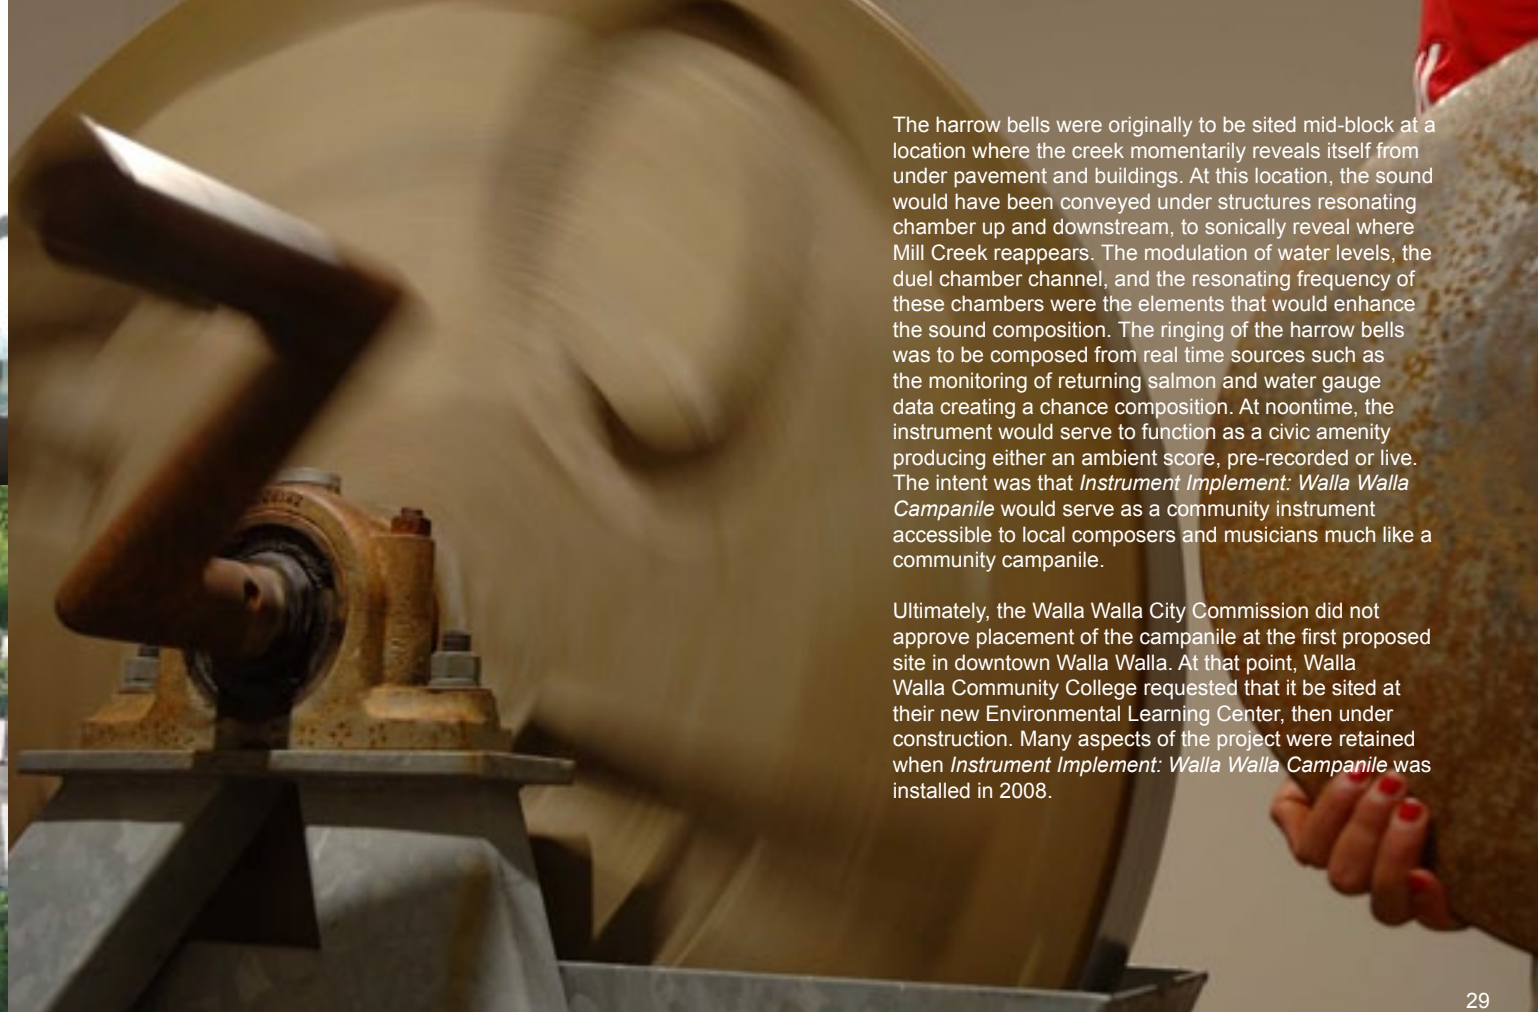 The harrow bells were originally to be sited mid-block at a
location where the creek momentarily reveals itself from
under pavement and buildings. At this location, the sound
would have been conveyed under structures resonating
chamber up and downstream, to sonically reveal where
Mill Creek reappears. The modulation of water levels, the
duel chamber channel, and the resonating frequency of
these chambers were the elements that would enhance
the sound composition. The ringing of the harrow bells
was to be composed from real time sources such as
the monitoring of returning salmon and water gauge
data creating a chance composition. At noontime, the
instrument would serve to function as a civic amenity
producing either an ambient score, pre-recorded or live.
The intent was that Instrument Implement: Walla Walla
Campanile would serve as a community instrument
accessible to local composers and musicians much like a
community campanile.
Ultimately, the Walla Walla City Commission did not
approve placement of the campanile at the first proposed
site in downtown Walla Walla. At that point, Walla
Walla Community College requested that it be sited at
their new Environmental Learning Center, then under
construction. Many aspects of the project were retained
when Instrument Implement: Walla Walla Campanile was
installed in 2008.
29